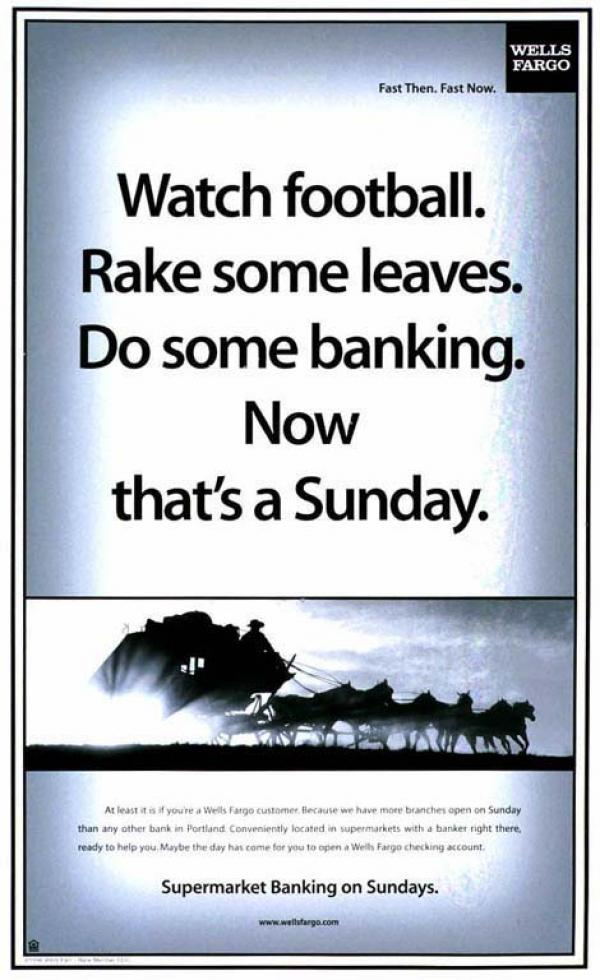 WELLS
FARGO
Fast Then. Fast Now.
Watch football.
Rake some leaves.
Do some banking.
Now
that's a Sunday.
At least it is if you're a Wells Fargo customer. Because we have more branches open on Sunday
than any other bank in Portland. Conveniently located in supermarkets with a banker right there,
ready to help you. Maybe the day has come for you to open a Wells Fargo checking account.
Supermarket Banking on Sundays.
www.wellsfargo.com